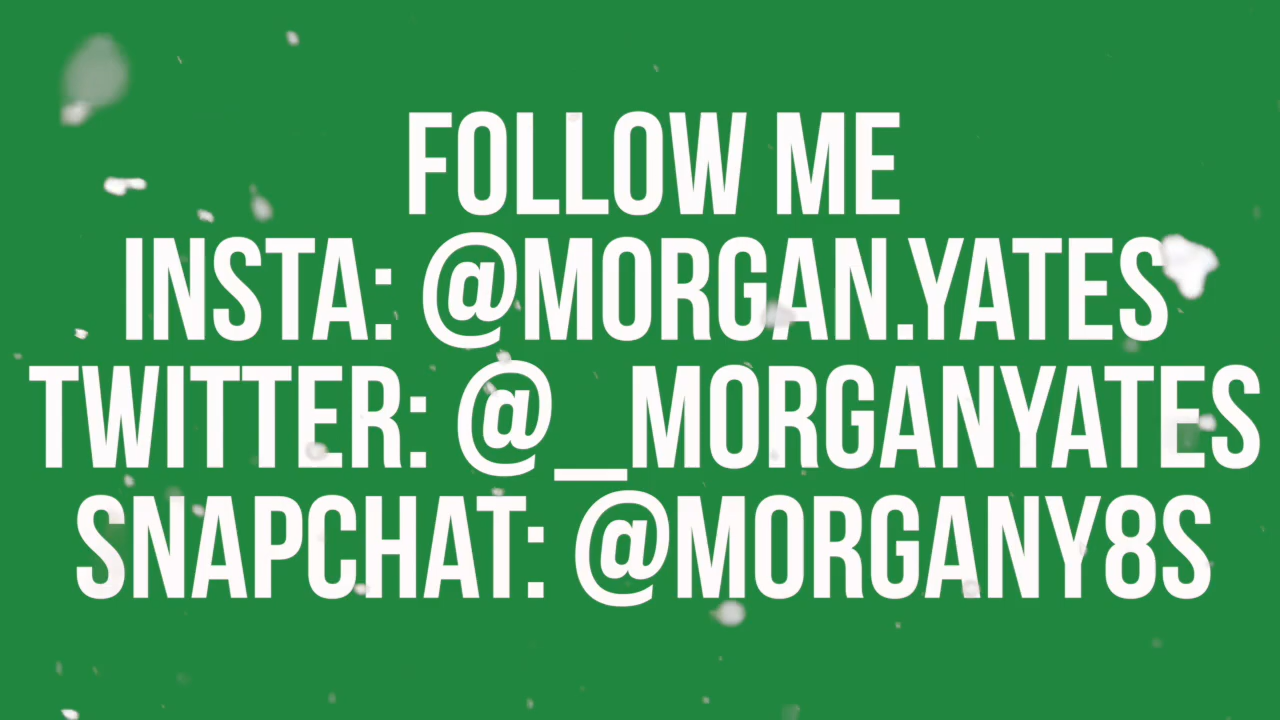 FOLLOW ME
INSTA: @MORGAN.YATES
TWITTER: @_MORGANYATES
SNAPCHAT: @MORGANY8S